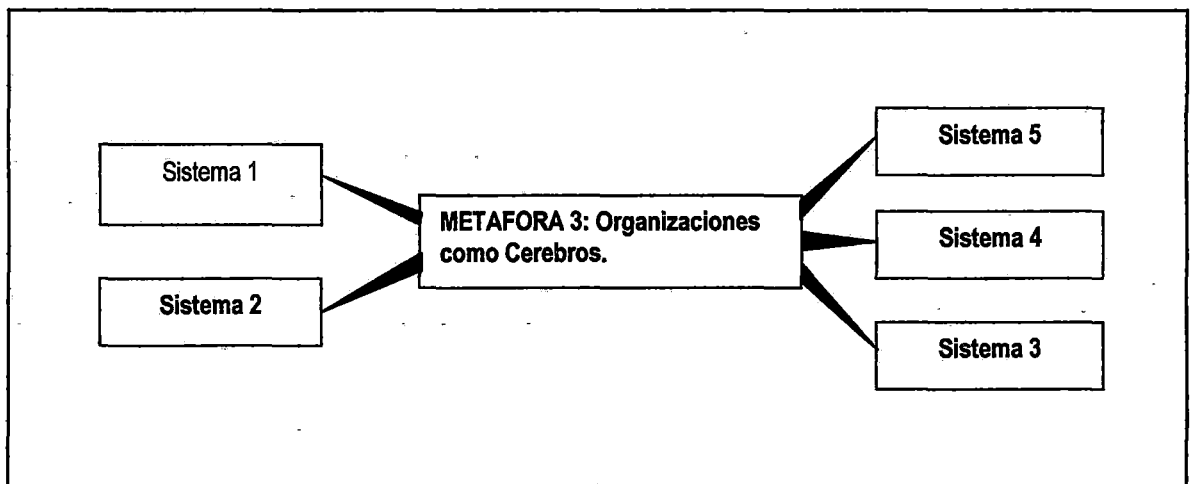 Sistema 1
Sistema 2
METAFORA 3: Organizaciones
como Cerebros.
Sistema 5
Sistema 4
Sistema 3